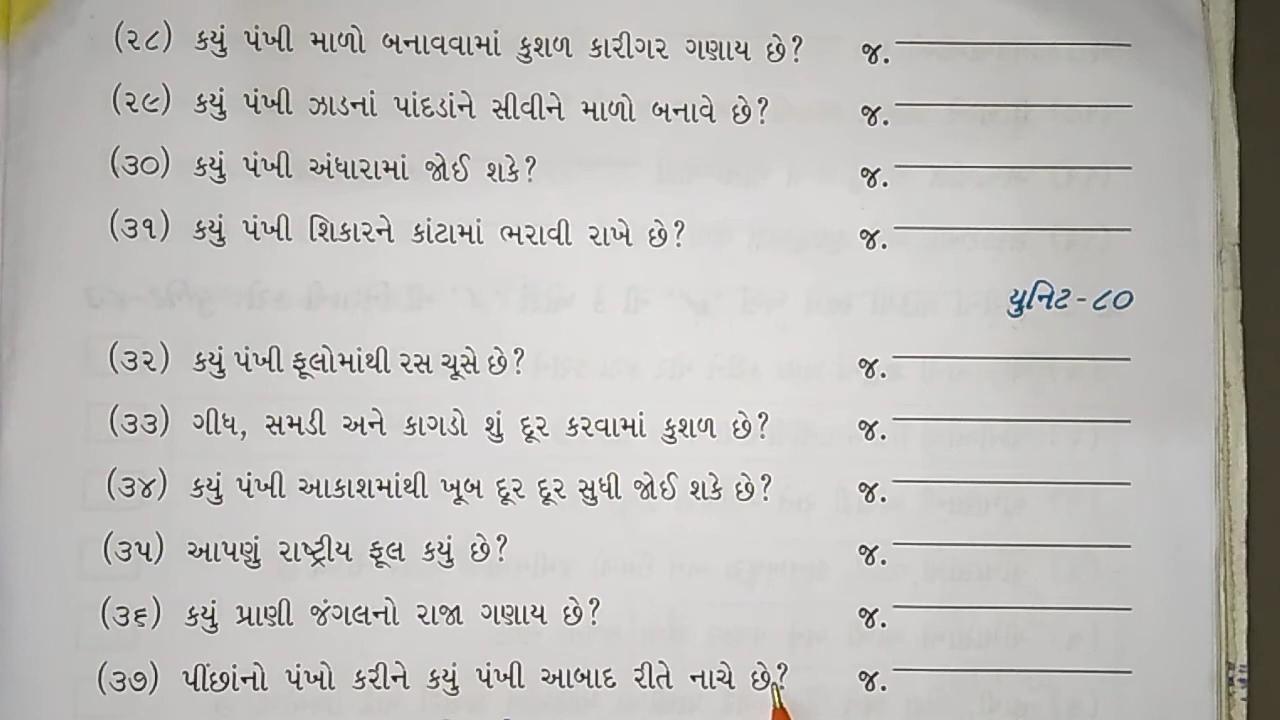 (૨૮) કયું પંખી માળો બનાવવામાં કુશળ કારીગર ગણાય છે? જ.
(૨૯) કયું પંખી ઝાડનાં પાંદડાંને સીવીને માળો બનાવે છે? જ.
(૩૦) કયું પંખી અંધારામાં જોઈ શકે? જ.
(૩૧) કયું પંખી શિકારને કાંટામાં ભરાવી રાખે છે? જ.
યુનિટ-૮૦
(૩૨) કયું પંખી ફૂલોમાંથી રસ ચૂસે છે? જ.
(૩૩) ગીધ, સમડી અને કાગડો શું દૂર કરવામાં કુશળ છે? જ.
(૩૪) કયું પંખી આકાશમાંથી ખૂબ દૂર દૂર સુધી જોઈ શકે છે? જ.
(૩૫) આપણું રાષ્ટ્રીય ફૂલ કયું છે? જ.
(૩૬) કયું પ્રાણી જંગલનો રાજા ગણાય છે? જ.
(૩૭) પીંછાંનો પંખો કરીને કયું પંખી આબાદ રીતે નાચે છે? જ.